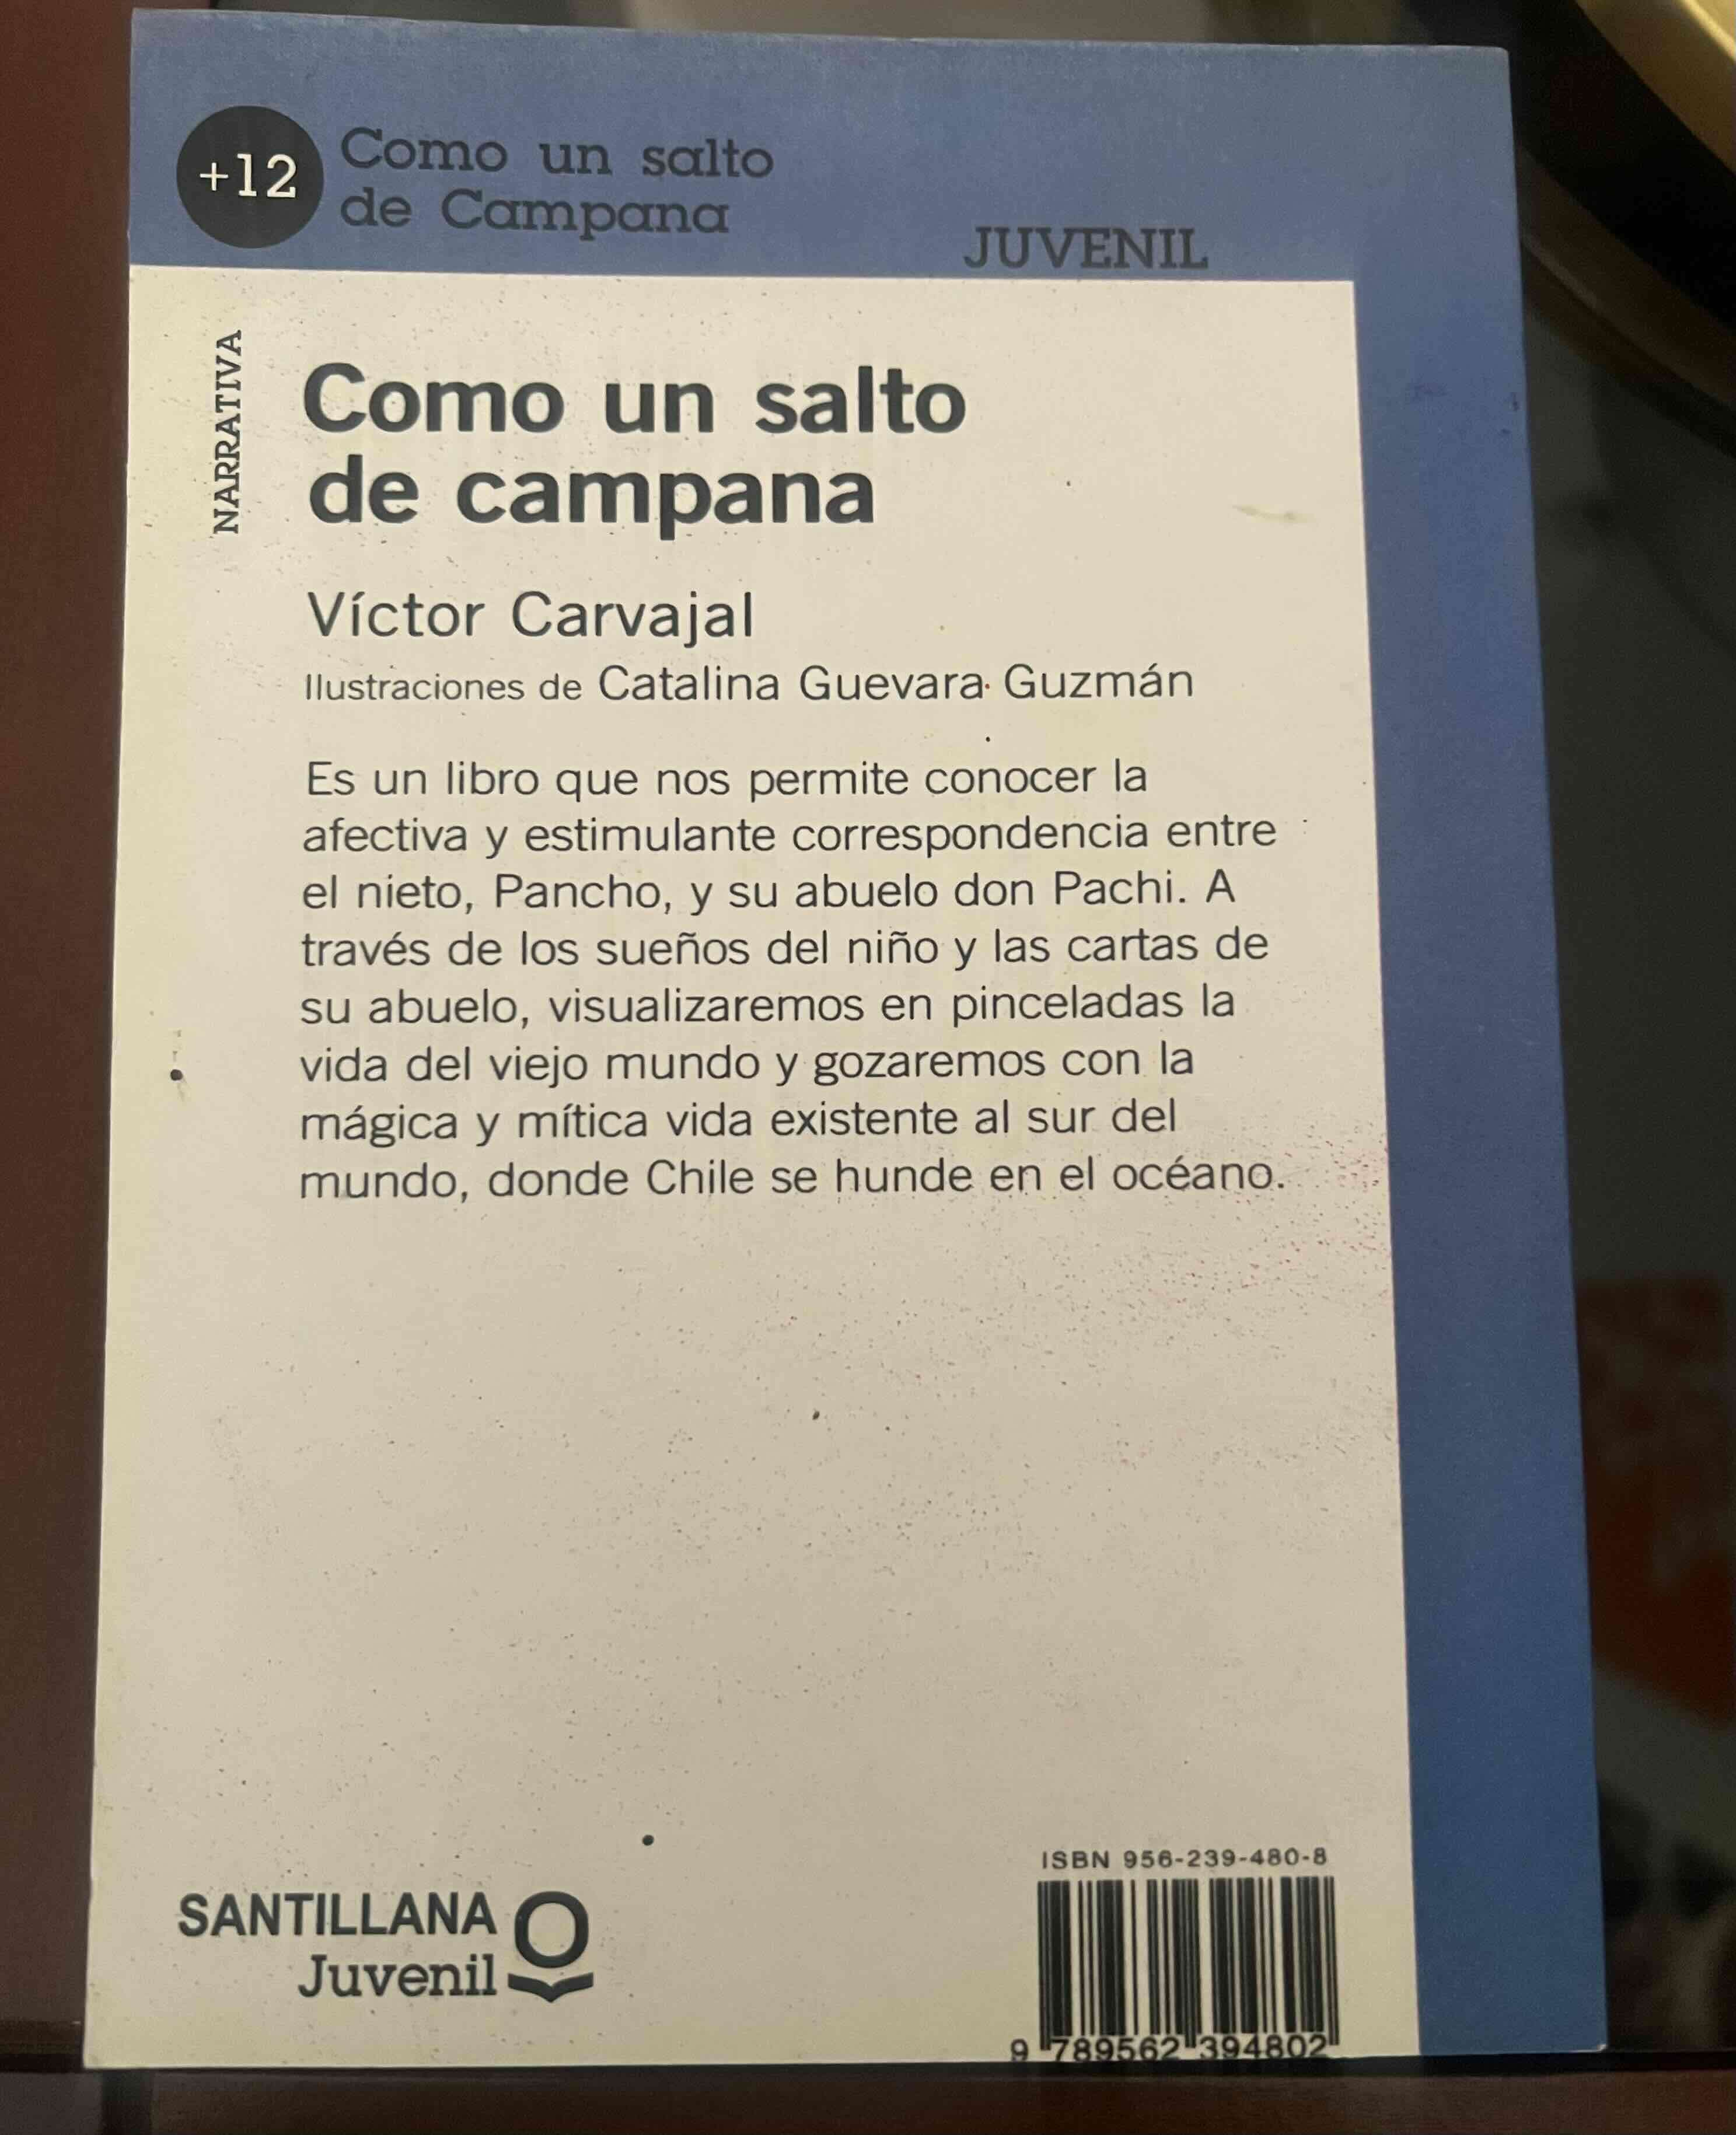 +12
Como un salto
de Campana
JUVENIL
NARRATIVA
Como un salto
de campana
Víctor Carvajal
Ilustraciones de Catalina Guevara Guzmán
Es un libro que nos permite conocer la
afectiva y estimulante correspondencia entre
el nieto, Pancho, y su abuelo don Pachi. A
través de los sueños del niño y las cartas de
su abuelo, visualizaremos en pinceladas la
vida del viejo mundo y gozaremos con la
mágica y mítica vida existente al sur del
mundo, donde Chile se hunde en el océano.
SANTILLANA
Juvenil
ISBN 956-239-480-8
9 789562 394802